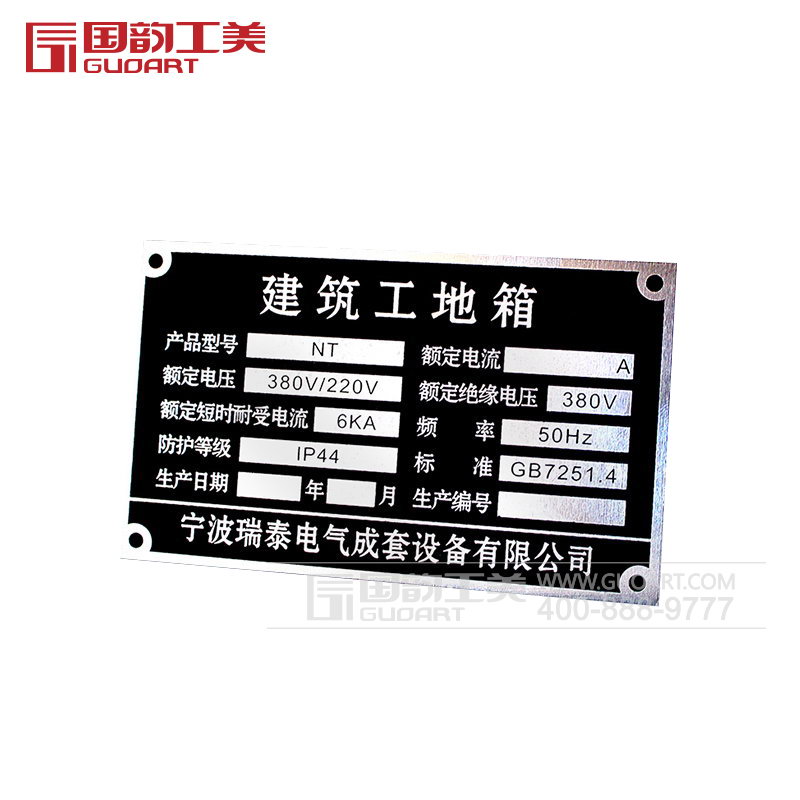 国韵工美
GUOART
建筑工地箱
产品型号 NT 额定电流 A
额定电压 380V/220V 额定绝缘电压 380V
额定短时耐受电流 6KA 频率 50Hz
防护等级 IP44 标准 GB7251.4
生产日期 年 月 生产编号
宁波瑞泰电气成套设备有限公司
国韵工美 WWW.GUOART.COM
GUOART 400-888-9777